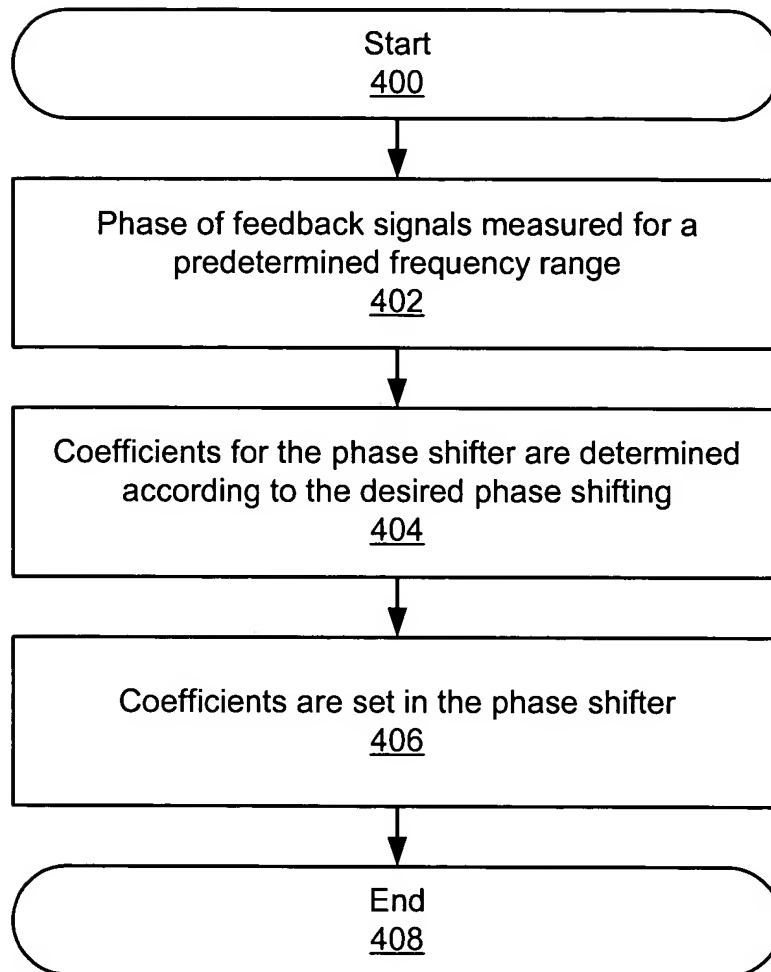 Start
400
Phase of feedback signals measured for a
predetermined frequency range
402
Coefficients for the phase shifter are determined
according to the desired phase shifting
404
Coefficients are set in the phase shifter
406
End
408